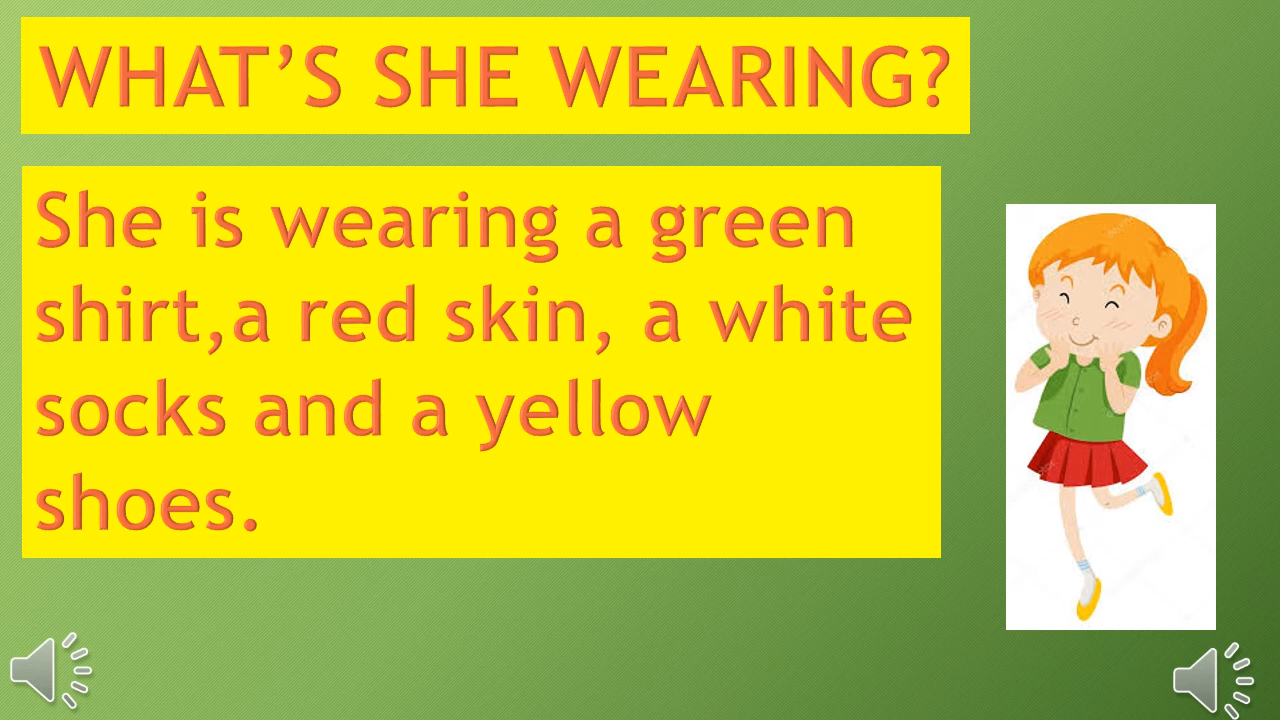 WHAT’S SHE WEARING?
She is wearing a green
shirt,a red skin, a white
socks and a yellow
shoes.